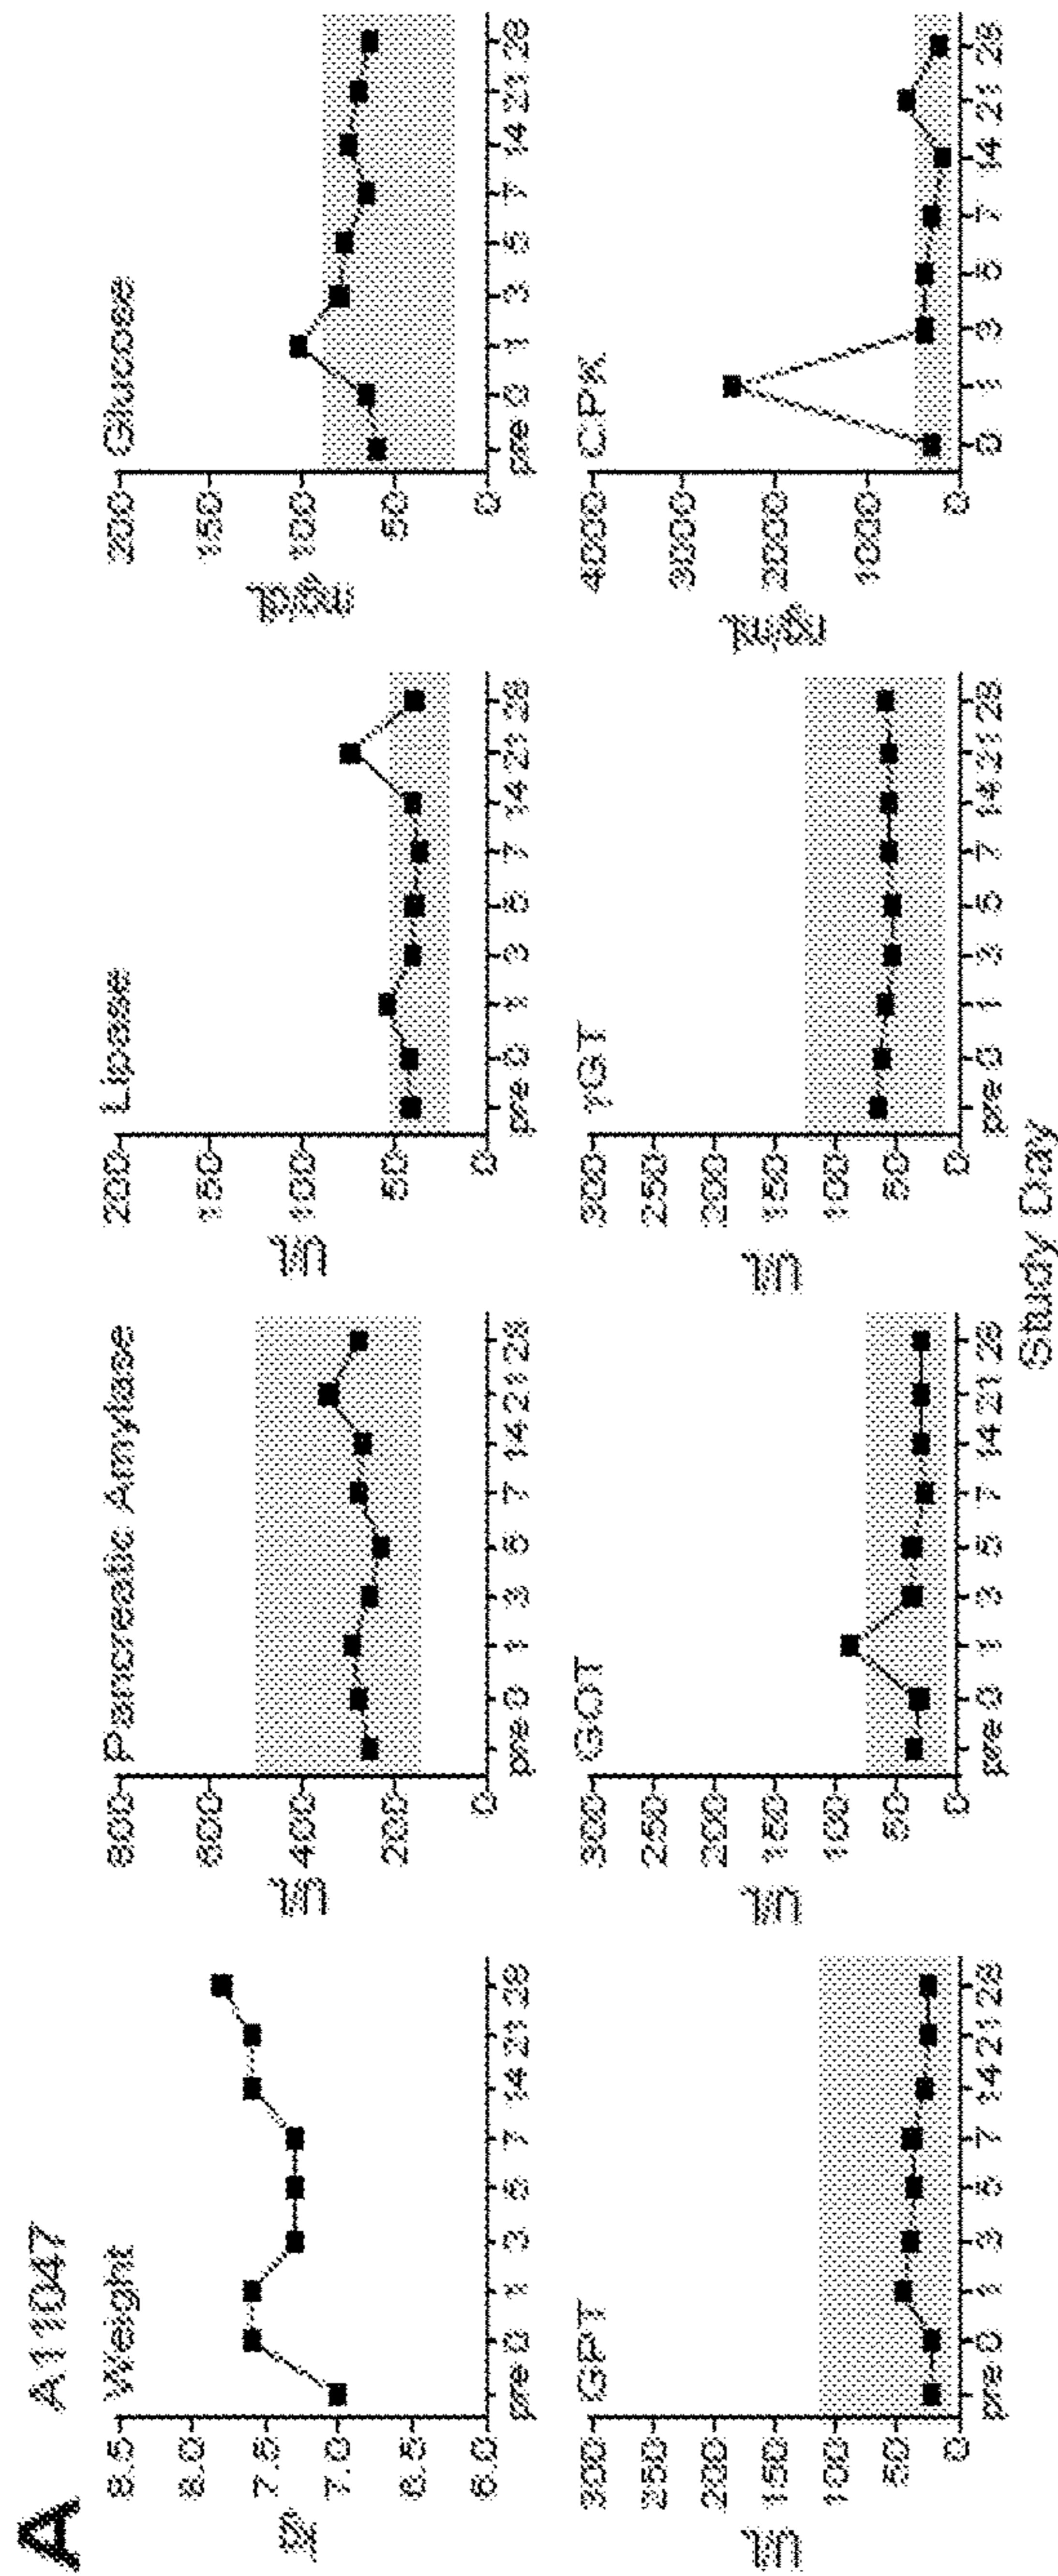 A
A11047
Weight
kg
8.5
8.0
7.5
7.0
6.5
6.0
pre 0 1 3 5 7 14 21 28
Pancreatic Amylase
U/L
800
600
400
200
0
pre 0 1 3 5 7 14 21 28
Lipase
U/L
200
150
100
50
0
pre 0 1 3 5 7 14 21 28
Glucose
mg/dL
200
150
100
50
0
pre 0 1 3 5 7 14 21 28
GPT
U/L
300
250
200
150
100
50
0
pre 0 1 3 5 7 14 21 28
GOT
U/L
300
250
200
150
100
50
0
pre 0 1 3 5 7 14 21 28
γGT
U/L
300
250
200
150
100
50
0
pre 0 1 3 5 7 14 21 28
CPK
ng/mL
4000
3000
2000
1000
0
0 1 3 5 7 14 21 28
Study Day